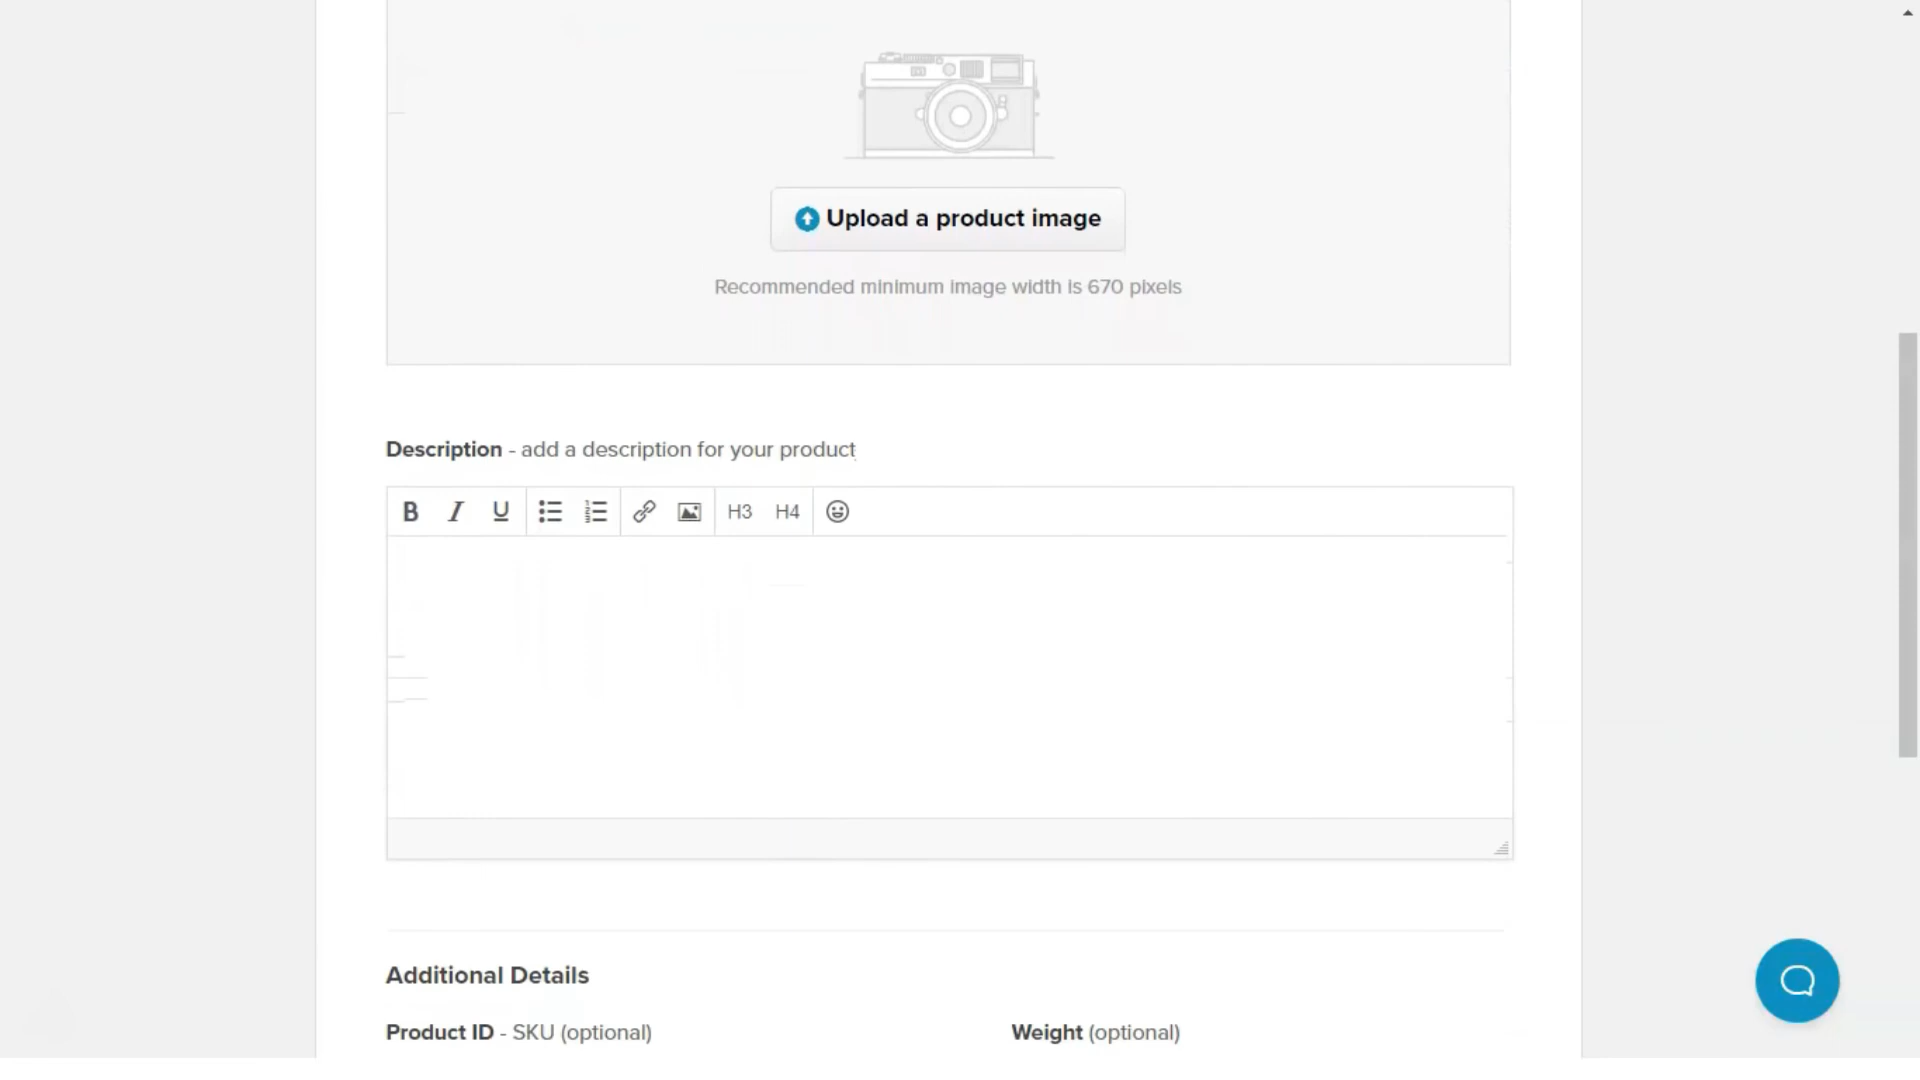 Upload a product image
Recommended minimum image width is 670 pixels
Description - add a description for your product
B I U H3 H4
Additional Details
Product ID - SKU (optional) Weight (optional)